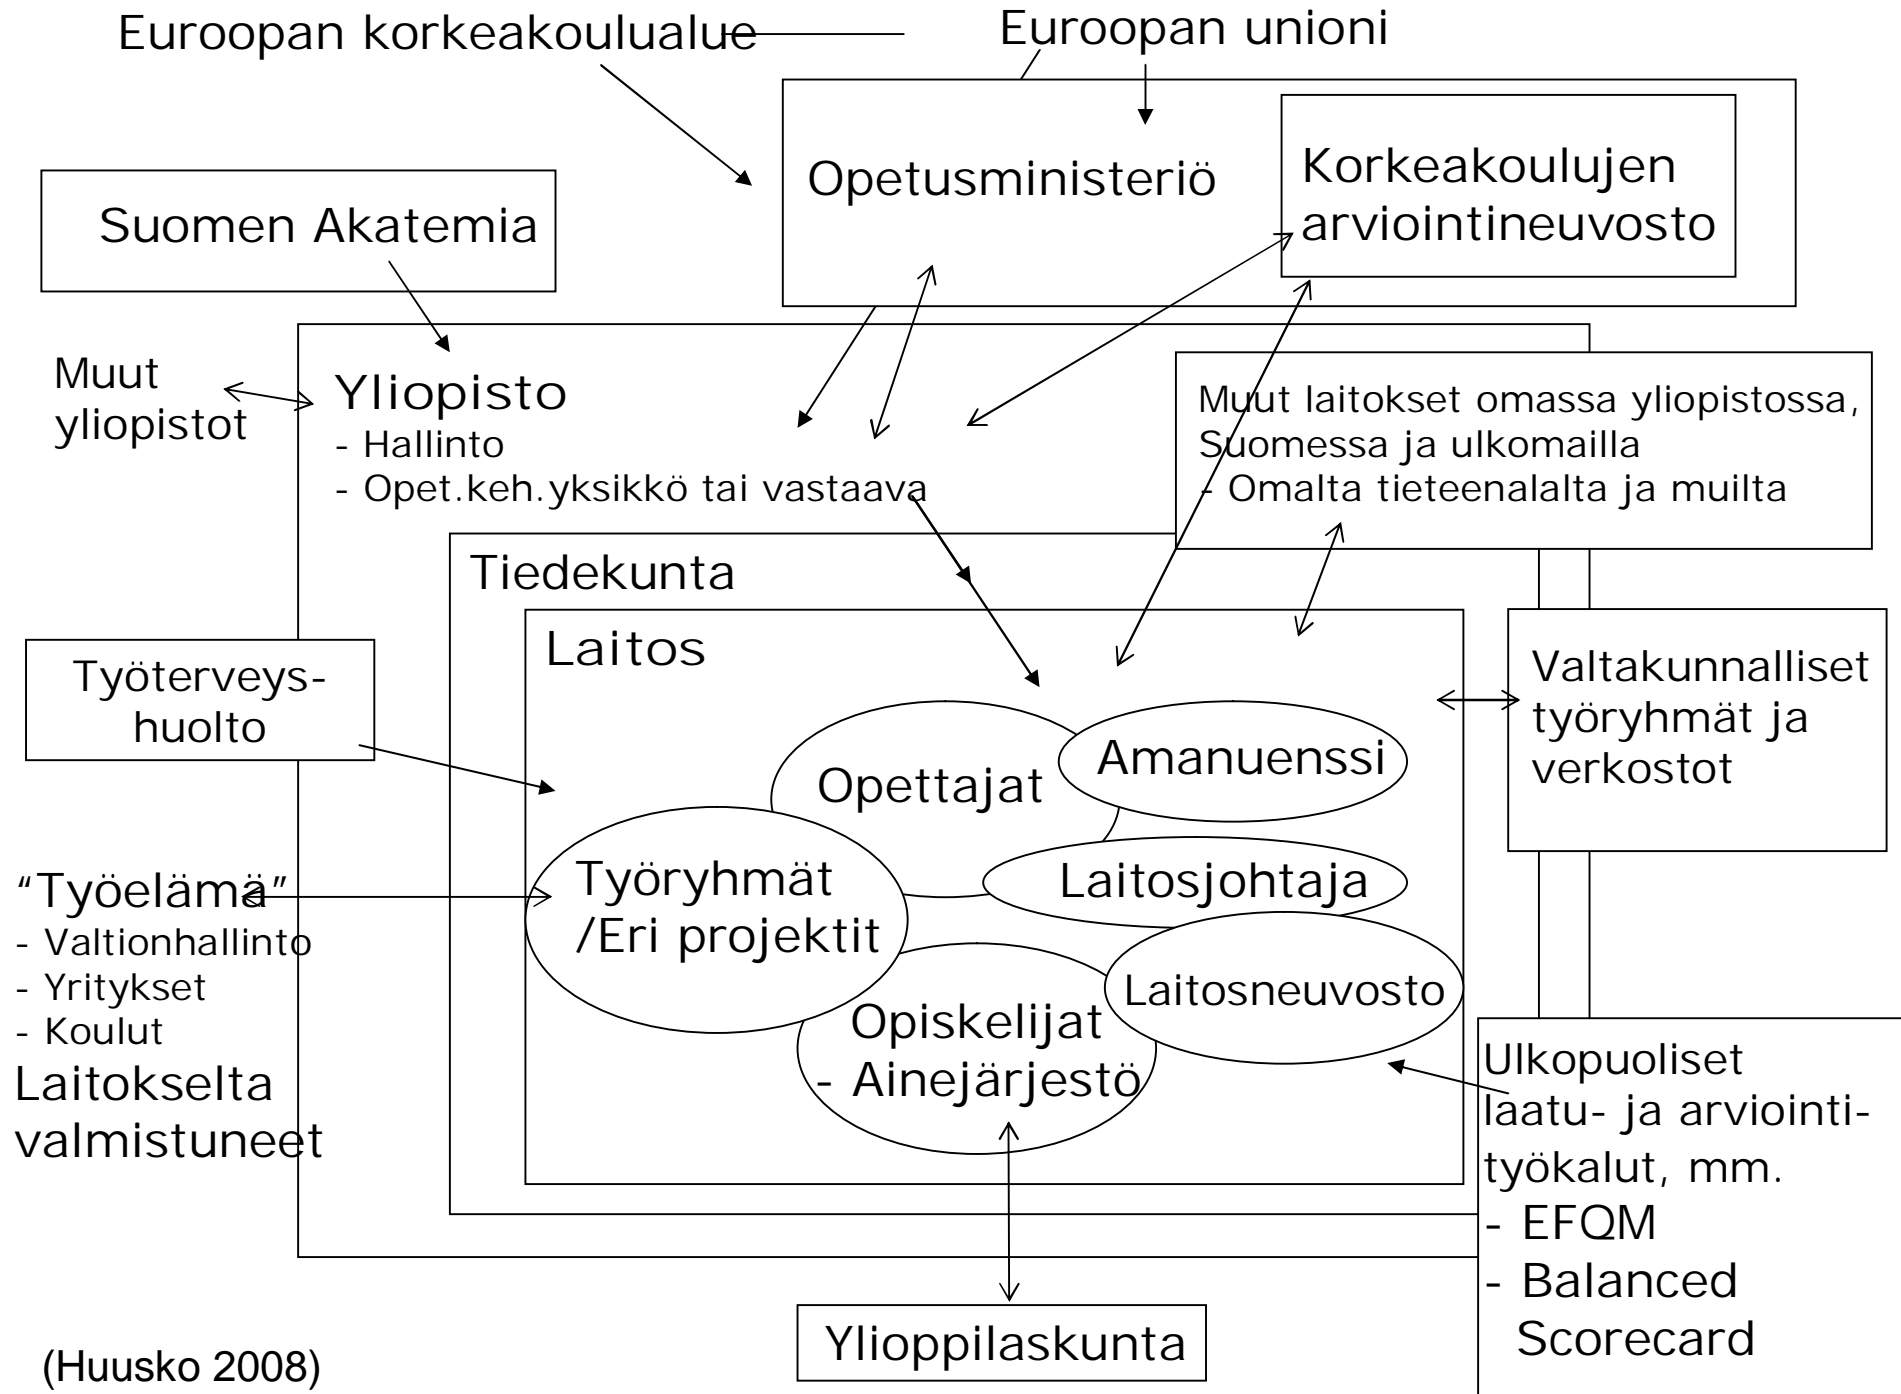 Euroopan korkeakoulualue
Euroopan unioni
Opetusministeriö
Korkeakoulujen
arviointineuvosto
Suomen Akatemia
Muut
yliopistot
Yliopisto
- Hallinto
- Opet.keh.yksikkö tai vastaava
Muut laitokset omassa yliopistossa,
Suomessa ja ulkomailla
- Omalta tieteenalalta ja muilta
Tiedekunta
Laitos
Työterveys-
huolto
Valtakunnalliset
työryhmät ja
verkostot
Opettajat
Amanuenssi
Työryhmät
/Eri projektit
Laitosjohtaja
Laitosneuvosto
Opiskelijat
- Ainejärjestö
“Työelämä”
- Valtionhallinto
- Yritykset
- Koulut
Laitokselta
valmistuneet
Ulkopuoliset
laatu- ja arviointi-
työkalut, mm.
- EFQM
- Balanced
Scorecard
Ylioppilaskunta
(Huusko 2008)